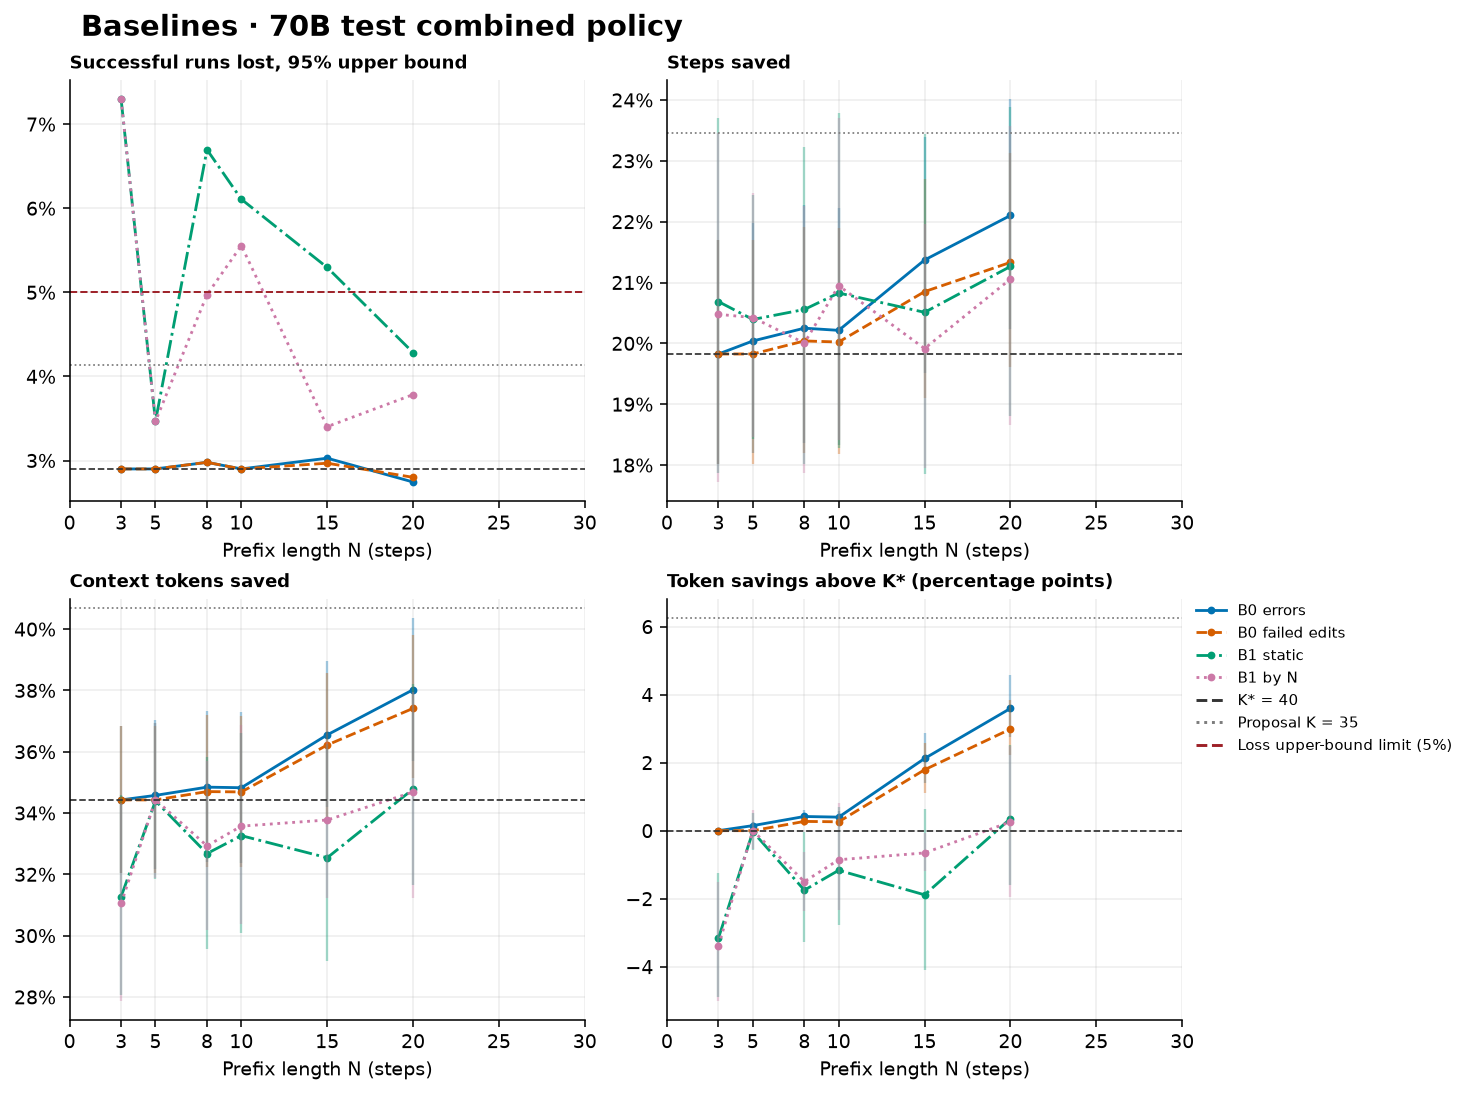 Baselines · 70B test combined policy
Successful runs lost, 95% upper bound
7%
6%
5%
4%
3%
0 3 5 8 10 15 20 25 30
Prefix length N (steps)
Steps saved
24%
23%
22%
21%
20%
19%
18%
0 3 5 8 10 15 20 25 30
Prefix length N (steps)
Context tokens saved
40%
38%
36%
34%
32%
30%
28%
0 3 5 8 10 15 20 25 30
Prefix length N (steps)
Token savings above K* (percentage points)
6
4
2
0
−2
−4
0 3 5 8 10 15 20 25 30
Prefix length N (steps)
B0 errors
B0 failed edits
B1 static
B1 by N
K* = 40
Proposal K = 35
Loss upper-bound limit (5%)